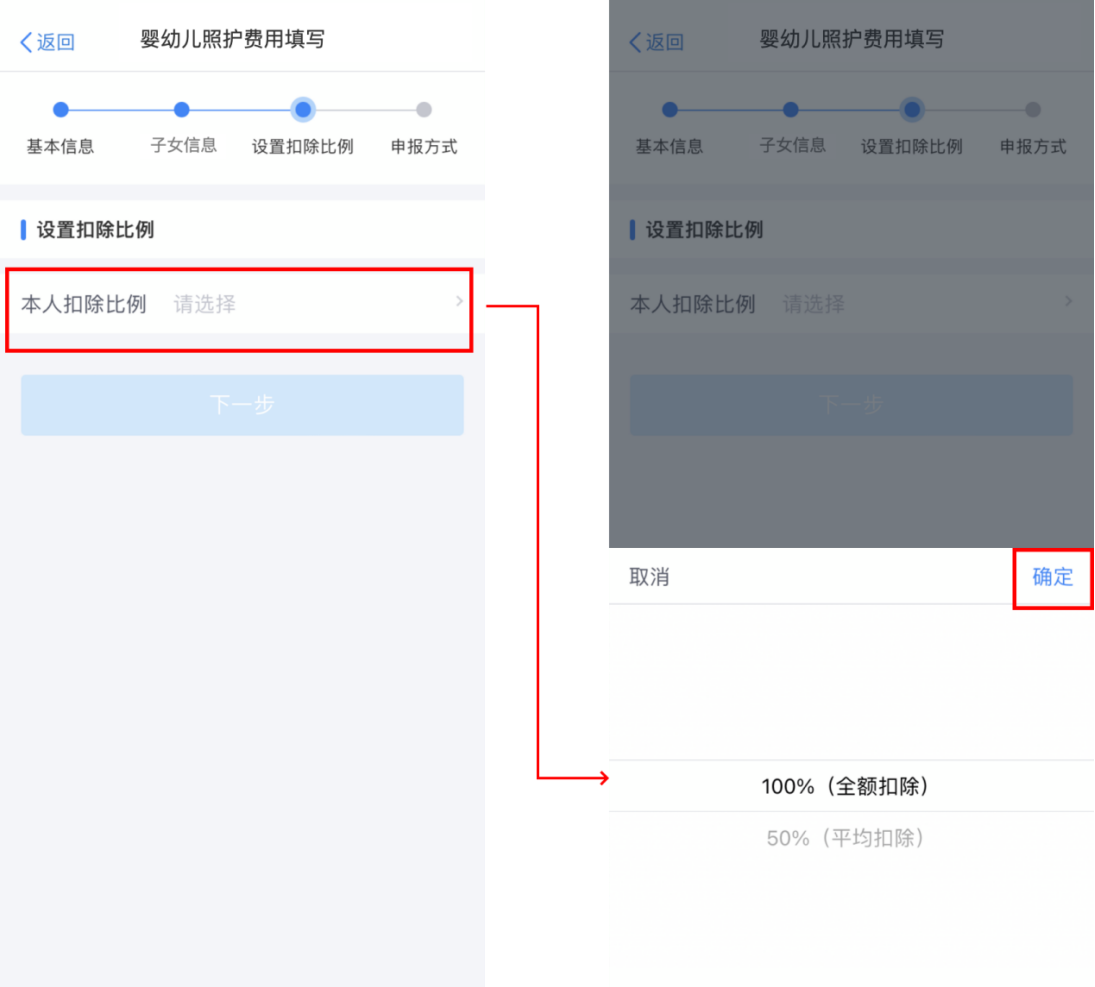 返回
婴幼儿照护费用填写
基本信息
子女信息
设置扣除比例
申报方式
设置扣除比例
本人扣除比例
请选择
下一步
返回
婴幼儿照护费用填写
基本信息
子女信息
设置扣除比例
申报方式
设置扣除比例
本人扣除比例
请选择
下一步
取消
确定
100%（全额扣除）
50%（平均扣除）